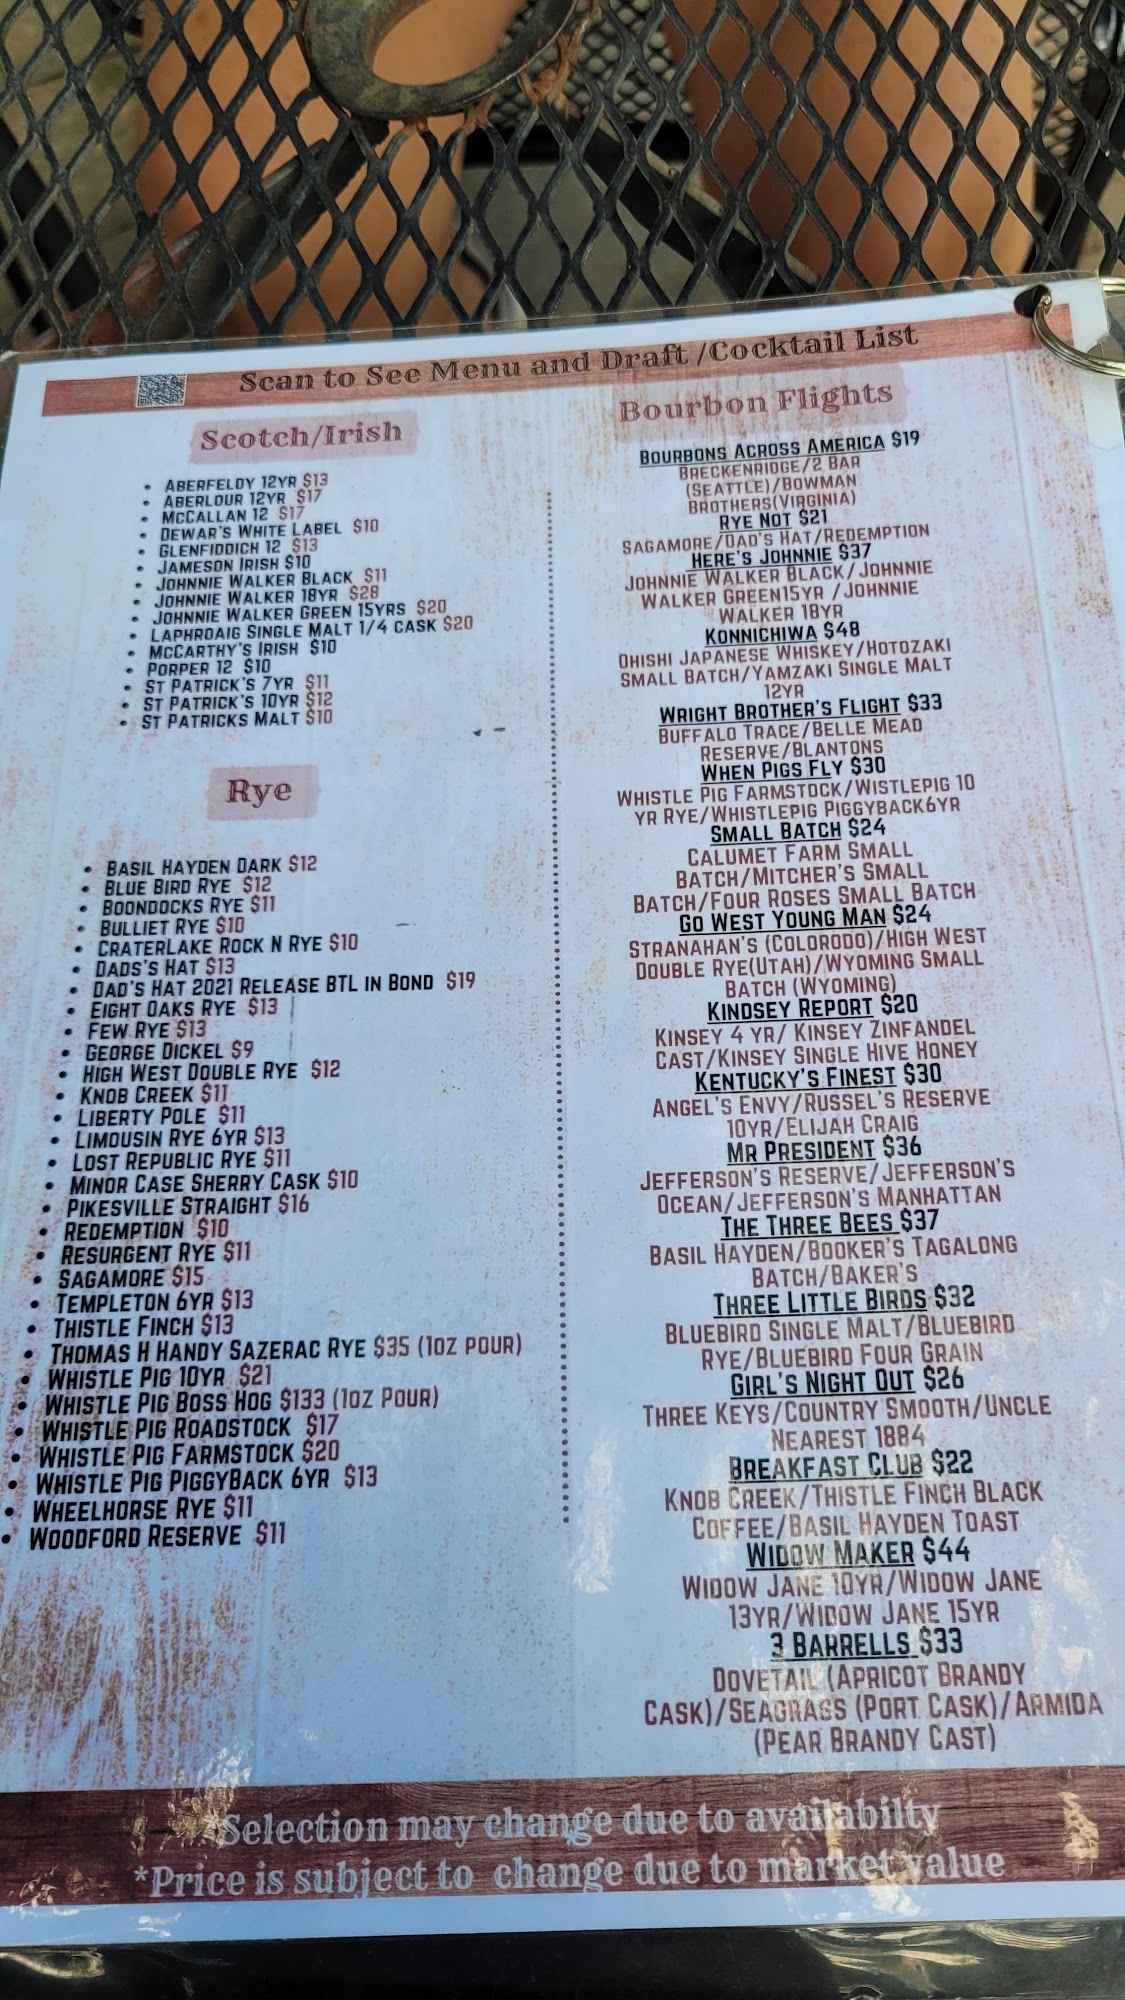 Scan to See Menu and Draft /Cocktail List
Scotch/Irish
• Aberfeldy 12yr $13
• Aberlour 12yr $17
• McCallan 12 $17
• Dewar's White Label $10
• Glenfiddich 12 $13
• Jameson Irish $10
• Johnnie Walker Black $11
• Johnnie Walker 18yr $28
• Johnnie Walker Green 15yrs $20
• Laphroaig Single Malt 1/4 cask $20
• McCarthy's Irish $10
• Porper 12 $10
• St Patrick's 7yr $11
• St Patrick's 10yr $12
• St Patricks Malt $10
Rye
• Basil Hayden Dark $12
• Blue Bird Rye $12
• Boondocks Rye $11
• Bulliet Rye $10
• Craterlake Rock N Rye $10
• Dads's Hat $13
• Dad's Hat 2021 Release BTL in Bond $19
• Eight Oaks Rye $13
• Few Rye $13
• George Dickel $9
• High West Double Rye $12
• Knob Creek $11
• Liberty Pole $11
• Limousin Rye 6yr $13
• Lost Republic Rye $11
• Minor Case Sherry Cask $10
• Pikesville Straight $16
• Redemption $10
• Resurgent Rye $11
• Sagamore $15
• Templeton 6yr $13
• Thistle Finch $13
• Thomas H Handy Sazerac Rye $35 (1oz pour)
• Whistle Pig 10yr $21
• Whistle Pig Boss Hog $133 (1oz Pour)
• Whistle Pig Roadstock $17
• Whistle Pig Farmstock $20
• Whistle Pig PiggyBack 6yr $13
• Wheelhorse Rye $11
• Woodford Reserve $11
Bourbon Flights
Bourbons Across America $19
Breckenridge/2 Bar
(Seattle)/Bowman
Brothers(Virginia)
Rye Not $21
Sagamore/Dad's Hat/Redemption
Here's Johnnie $37
Johnnie Walker Black/Johnnie
Walker Green15yr /Johnnie
Walker 18yr
Konnichiwa $48
Ohishi Japanese Whiskey/Hotozaki
Small Batch/Yamzaki Single Malt
12yr
Wright Brother's Flight $33
Buffalo Trace/Belle Mead
Reserve/Blantons
When Pigs Fly $30
Whistle Pig Farmstock/Wistlepig 10
yr Rye/Whistlepig Piggyback6yr
Small Batch $24
Calumet Farm Small
Batch/Mitcher's Small
Batch/Four Roses Small Batch
Go West Young Man $24
Stranahan's (Colorodo)/High West
Double Rye(Utah)/Wyoming Small
Batch (Wyoming)
Kindsey Report $20
Kinsey 4 yr/ Kinsey Zinfandel
Cast/Kinsey Single Hive Honey
Kentucky's Finest $30
Angel's Envy/Russel's Reserve
10yr/Elijah Craig
Mr President $36
Jefferson's Reserve/Jefferson's
Ocean/Jefferson's Manhattan
The Three Bees $37
Basil Hayden/Booker's Tagalong
Batch/Baker's
Three Little Birds $32
Bluebird Single Malt/Bluebird
Rye/Bluebird Four Grain
Girl's Night Out $26
Three Keys/Country Smooth/Uncle
Nearest 1884
Breakfast Club $22
Knob Creek/Thistle Finch Black
Coffee/Basil Hayden Toast
Widow Maker $44
Widow Jane 10yr/Widow Jane
13yr/Widow Jane 15yr
3 Barrells $33
Dovetail (Apricot Brandy
Cask)/Seagrass (Port Cask)/Armida
(Pear Brandy Cast)
*Selection may change due to availabilty
*Price is subject to change due to market value